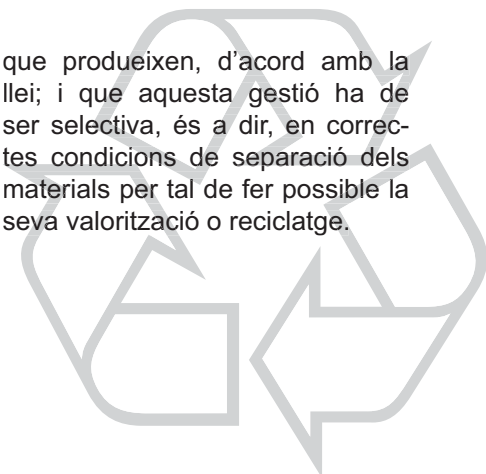 que produeixen, d’acord amb la
llei; i que aquesta gestió ha de
ser selectiva, és a dir, en correc-
tes condicions de separació dels
materials per tal de fer possible la
seva valorització o reciclatge.